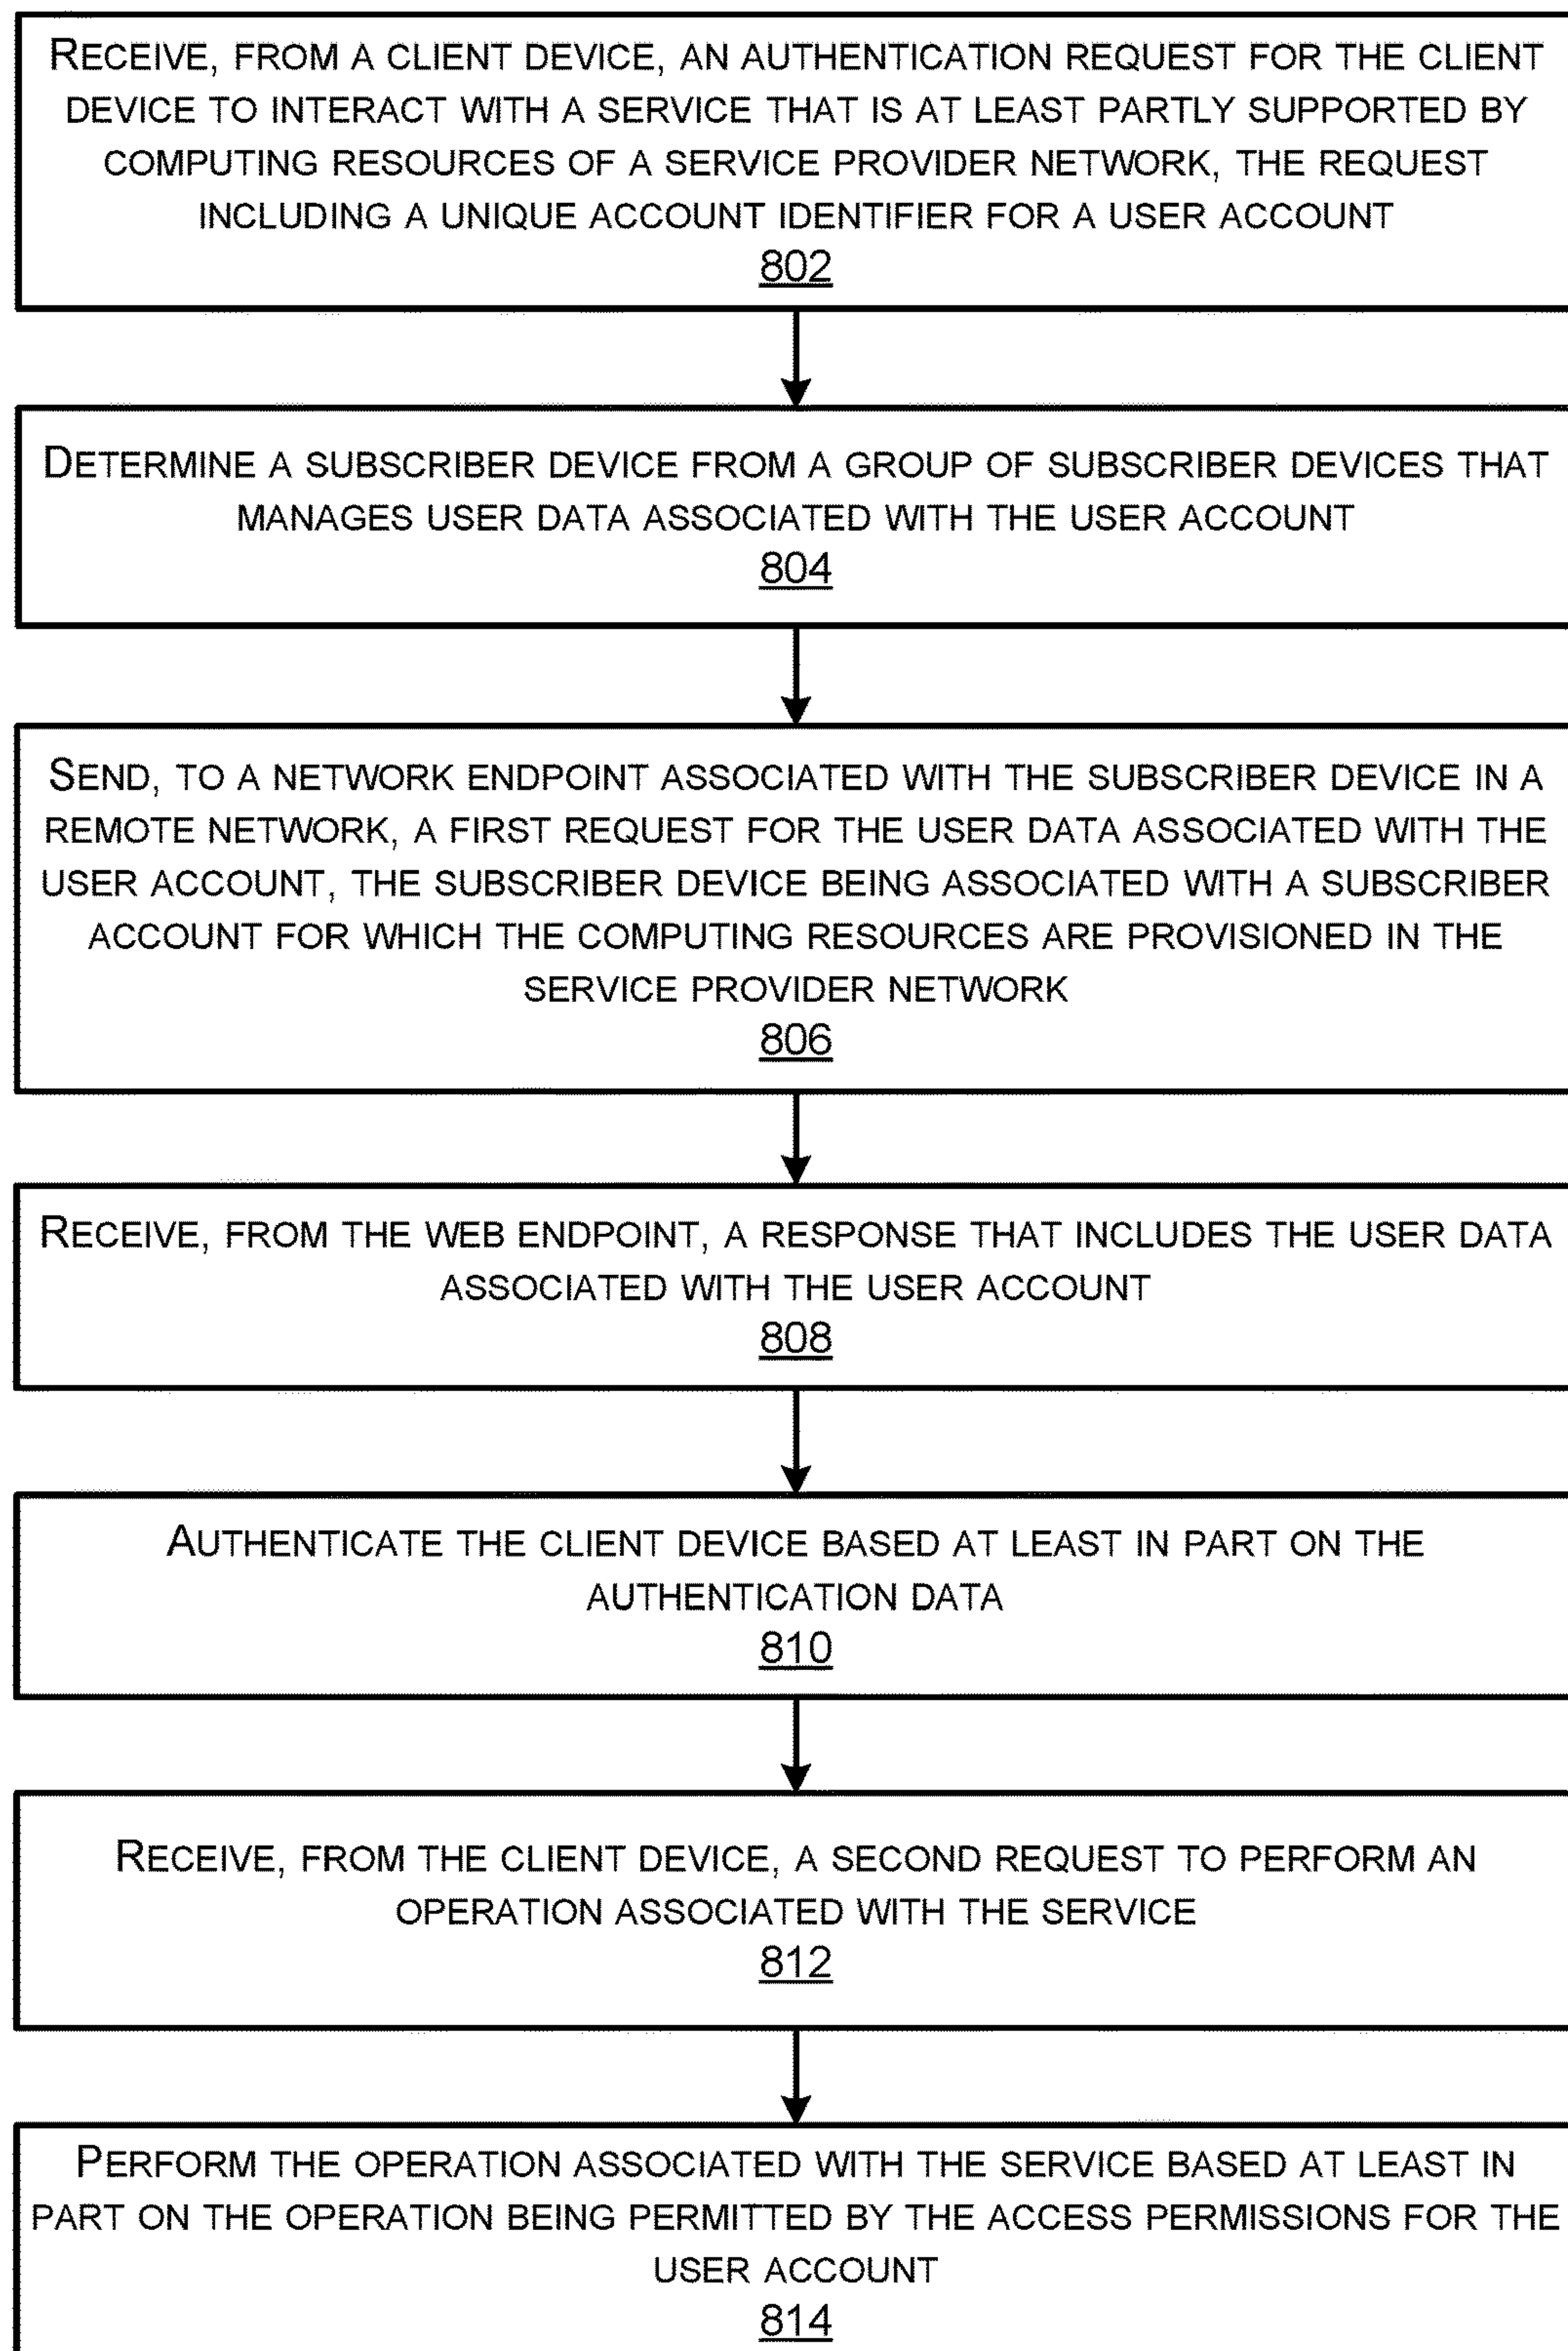 RECEIVE, FROM A CLIENT DEVICE, AN AUTHENTICATION REQUEST FOR THE CLIENT
DEVICE TO INTERACT WITH A SERVICE THAT IS AT LEAST PARTLY SUPPORTED BY
COMPUTING RESOURCES OF A SERVICE PROVIDER NETWORK, THE REQUEST
INCLUDING A UNIQUE ACCOUNT IDENTIFIER FOR A USER ACCOUNT
802
DETERMINE A SUBSCRIBER DEVICE FROM A GROUP OF SUBSCRIBER DEVICES THAT
MANAGES USER DATA ASSOCIATED WITH THE USER ACCOUNT
804
SEND, TO A NETWORK ENDPOINT ASSOCIATED WITH THE SUBSCRIBER DEVICE IN A
REMOTE NETWORK, A FIRST REQUEST FOR THE USER DATA ASSOCIATED WITH THE
USER ACCOUNT, THE SUBSCRIBER DEVICE BEING ASSOCIATED WITH A SUBSCRIBER
ACCOUNT FOR WHICH THE COMPUTING RESOURCES ARE PROVISIONED IN THE
SERVICE PROVIDER NETWORK
806
RECEIVE, FROM THE WEB ENDPOINT, A RESPONSE THAT INCLUDES THE USER DATA
ASSOCIATED WITH THE USER ACCOUNT
808
AUTHENTICATE THE CLIENT DEVICE BASED AT LEAST IN PART ON THE
AUTHENTICATION DATA
810
RECEIVE, FROM THE CLIENT DEVICE, A SECOND REQUEST TO PERFORM AN
OPERATION ASSOCIATED WITH THE SERVICE
812
PERFORM THE OPERATION ASSOCIATED WITH THE SERVICE BASED AT LEAST IN
PART ON THE OPERATION BEING PERMITTED BY THE ACCESS PERMISSIONS FOR THE
USER ACCOUNT
814